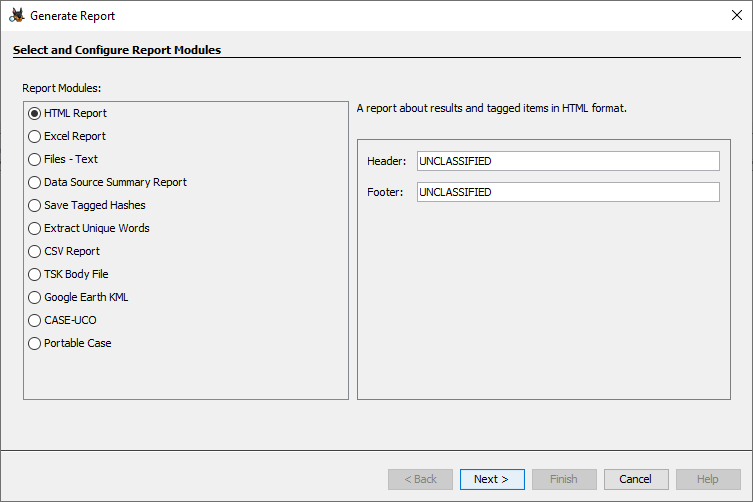 Generate Report
Select and Configure Report Modules
Report Modules:
HTML Report
Excel Report
Files - Text
Data Source Summary Report
Save Tagged Hashes
Extract Unique Words
CSV Report
TSK Body File
Google Earth KML
CASE-UCO
Portable Case
A report about results and tagged items in HTML format.
Header: UNCLASSIFIED
Footer: UNCLASSIFIED
< Back Next > Finish Cancel Help